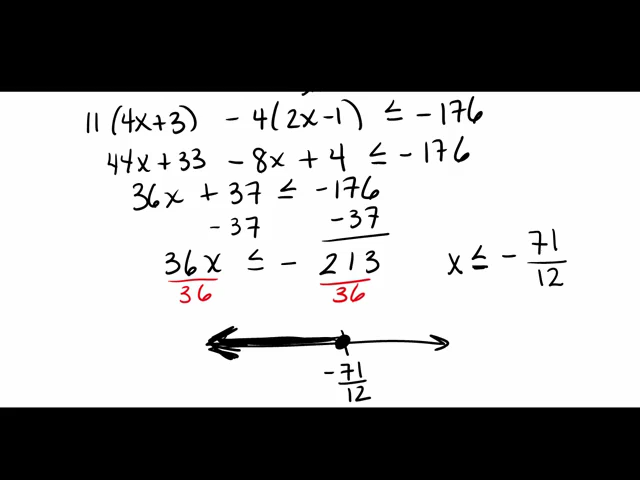 11(4x+3) - 4(2x-1) ≤ -176
44x+33 - 8x + 4 ≤ -176
36x + 37 ≤ -176
-37 -37
36x ≤ - 213
36 36
x ≤ - 71/12
-71/12